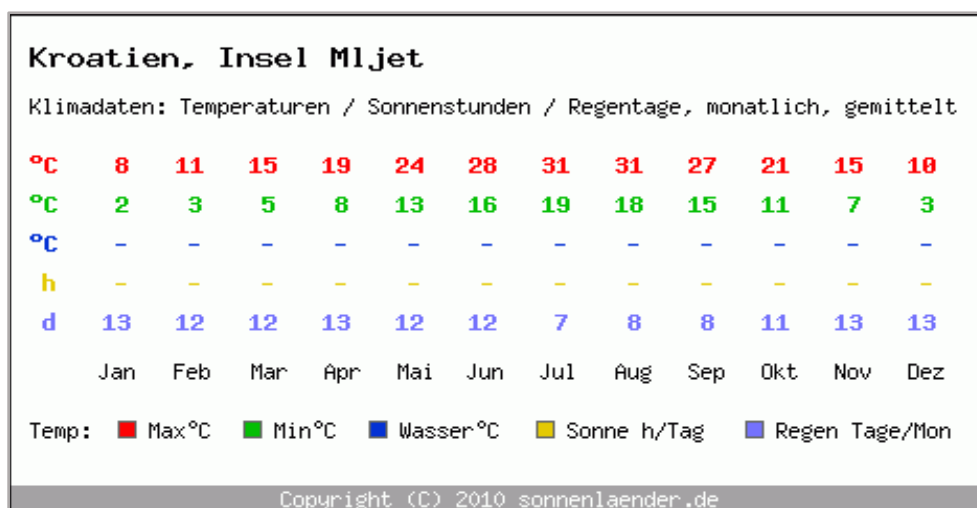 Kroatien, Insel Mljet
Klimadaten: Temperaturen / Sonnenstunden / Regentage, monatlich, gemittelt
°C 8 11 15 19 24 28 31 31 27 21 15 10
°C 2 3 5 8 13 16 19 18 15 11 7 3
°C - - - - - - - - - - - -
h - - - - - - - - - - - -
d 13 12 12 13 12 12 7 8 8 11 13 13
Jan Feb Mar Apr Mai Jun Jul Aug Sep Okt Nov Dez
Temp: Max°C Min°C Wasser°C Sonne h/Tag Regen Tage/Mon
Copyright (C) 2010 sonnenlaender.de